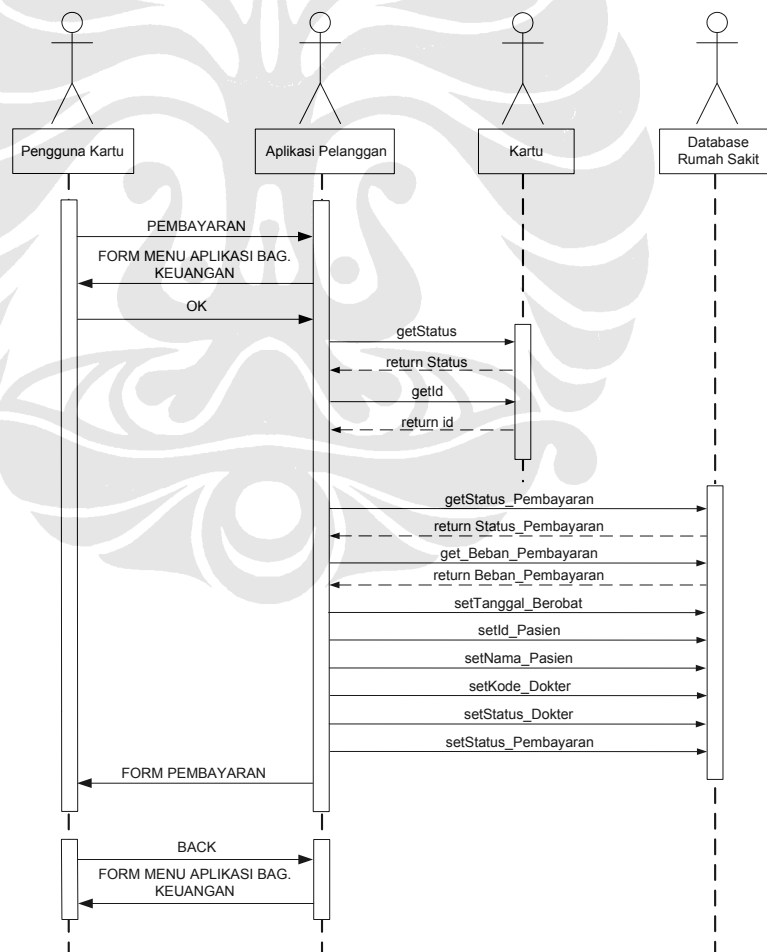 Pengguna Kartu
Aplikasi Pelanggan
Kartu
Database
Rumah Sakit
PEMBAYARAN
FORM MENU APLIKASI BAG.
KEUANGAN
OK
getStatus
return Status
getId
return id
getStatus_Pembayaran
return Status_Pembayaran
get_Beban_Pembayaran
return Beban_Pembayaran
setTanggal_Berobat
setId_Pasien
setNama_Pasien
setKode_Dokter
setStatus_Dokter
setStatus_Pembayaran
FORM PEMBAYARAN
BACK
FORM MENU APLIKASI BAG.
KEUANGAN